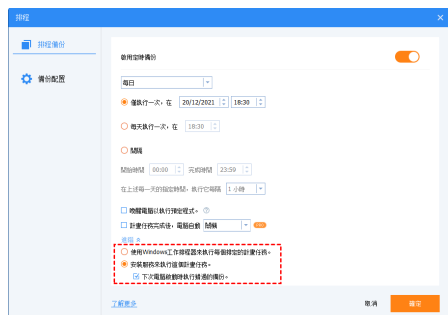 排程
排程備份
備份配置
啟用定時備份
每日
僅執行一次，在 20/12/2021 18:30
每天執行一次，在 18:30
間隔
開始時間 00:00 完成時間 23:59
在上述每一天的指定時間，執行它每隔 1 小時
喚醒電腦以執行預定程式。
計畫任務完成後，電腦自動 關機
進階
使用Windows工作排程器來執行每個排定的計畫任務。
安裝服務來執行這個計畫任務。
下次電腦啟動時執行錯過的備份。
了解更多 取消 確定